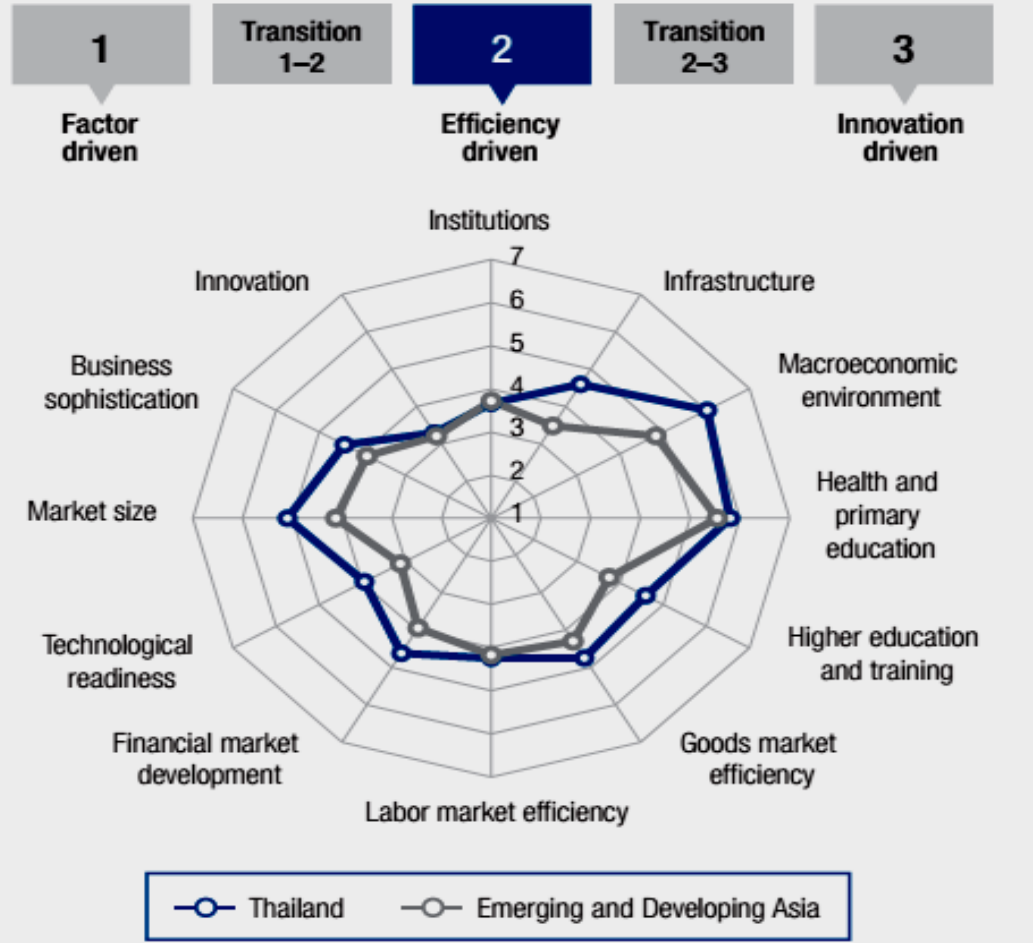 1
Transition
1–2
2
Transition
2–3
3
Factor
driven
Efficiency
driven
Innovation
driven
Institutions
7
Innovation
Infrastructure
6
5
Business
sophistication
Macroeconomic
environment
4
3
Health and
primary
education
2
Market size
1
Technological
readiness
Higher education
and training
Financial market
development
Goods market
efficiency
Labor market efficiency
Thailand
Emerging and Developing Asia